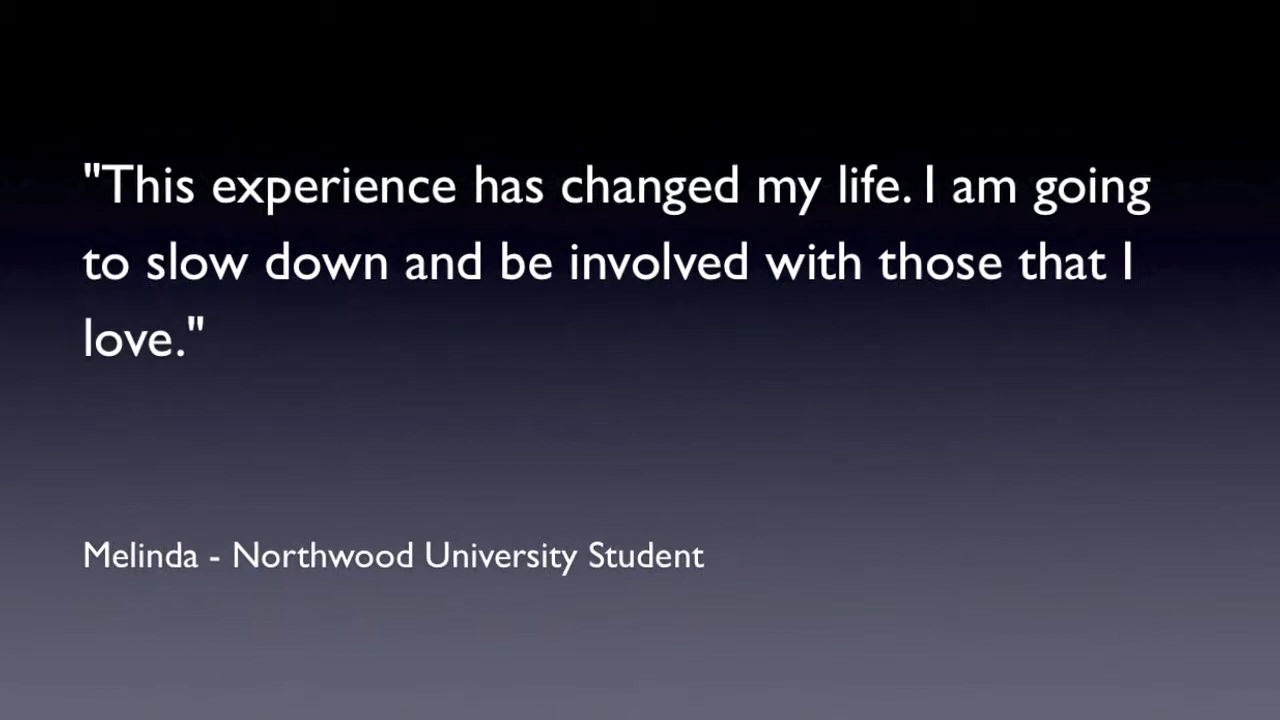 "This experience has changed my life. I am going
to slow down and be involved with those that I
love."
Melinda - Northwood University Student